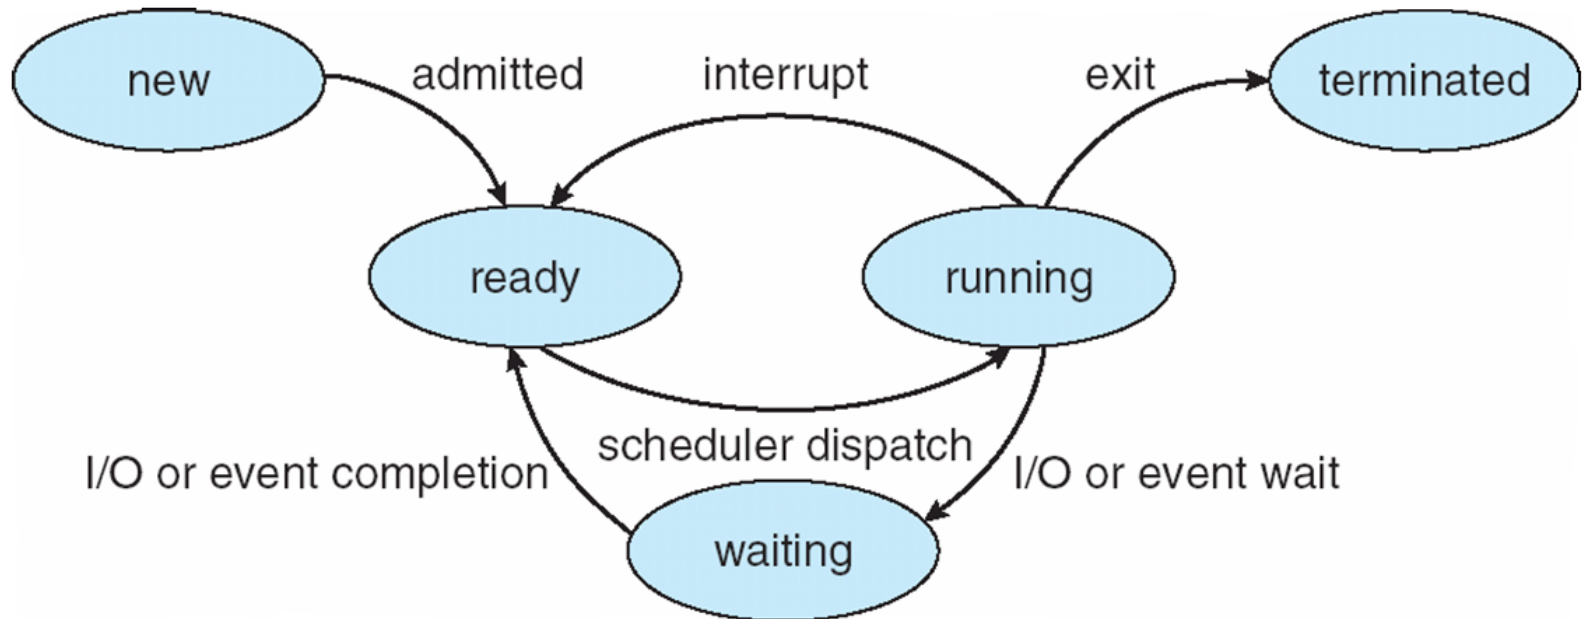 new
admitted
interrupt
exit
terminated
ready
running
scheduler dispatch
I/O or event completion
I/O or event wait
waiting